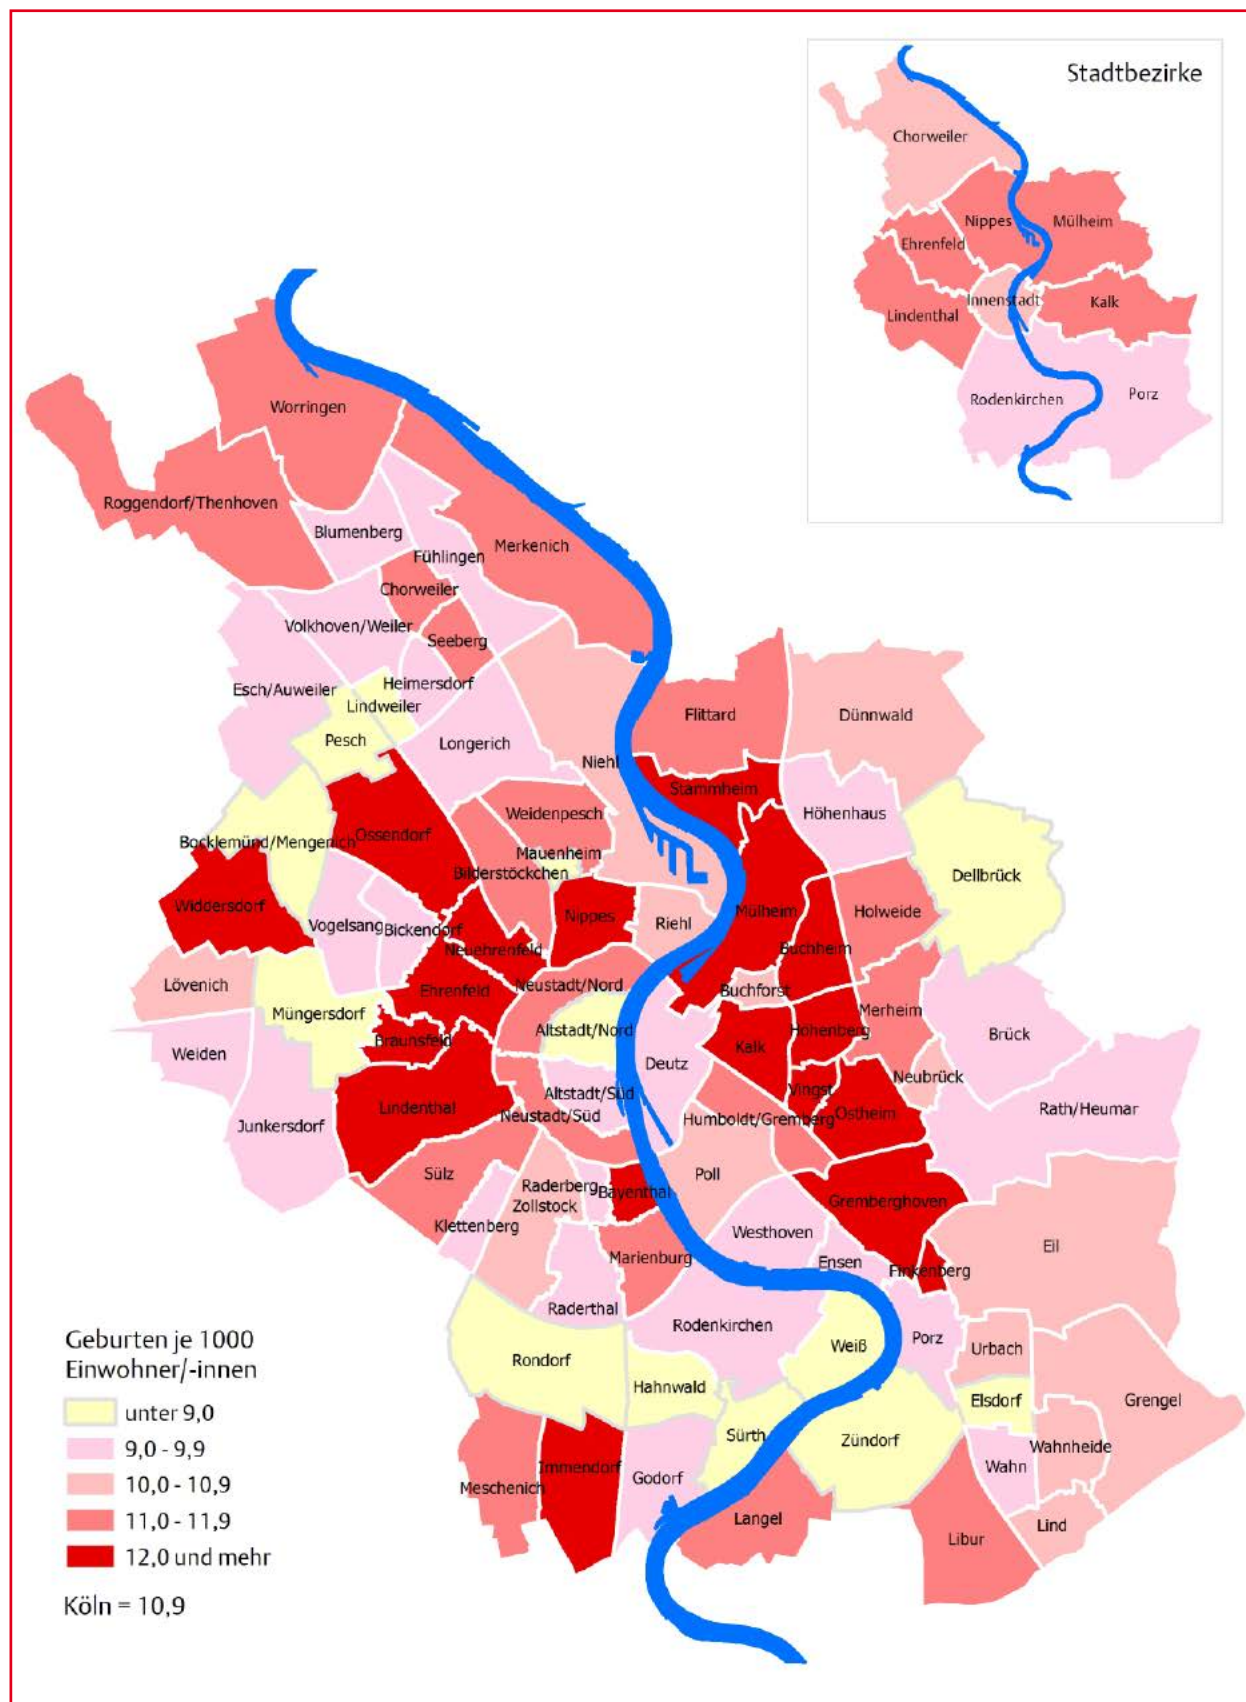 Stadtbezirke
Chorweiler
Nippes
Mülheim
Ehrenfeld
Innenstadt
Kalk
Lindenthal
Rodenkirchen
Porz
Worringen
Roggendorf/Thenhoven
Blumenberg
Fühlingen
Merkenich
Chorweiler
Volkhoven/Weiler
Seeberg
Heimersdorf
Esch/Auweiler
Lindweiler
Pesch
Longerich
Flittard
Dünnwald
Niehl
Stammheim
Weidenpesch
Höhenhaus
Ossendorf
Bocklemünd/Mengenich
Mauenheim
Bilderstöckchen
Dellbrück
Widdersdorf
Nippes
Mülheim
Holweide
Vogelsang
Bickendorf
Riehl
Neuehrenfeld
Buchheim
Lövenich
Ehrenfeld
Neustadt/Nord
Buchforst
Müngersdorf
Altstadt/Nord
Höhenberg
Merheim
Brück
Braunsfeld
Kalk
Weiden
Deutz
Neubrück
Altstadt/Süd
Vingst
Lindenthal
Neustadt/Süd
Humboldt/Gremberg
Ostheim
Rath/Heumar
Junkersdorf
Sülz
Poll
Raderberg
Bayenthal
Zollstock
Gremberghoven
Klettenberg
Westhoven
Eil
Marienburg
Ensen
Finkenberg
Raderthal
Rodenkirchen
Porz
Weiß
Urbach
Rondorf
Hahnwald
Elsdorf
Grengel
Sürth
Zündorf
Wahnheide
Wahn
Immendorf
Godorf
Meschenich
Langel
Lind
Libur
Geburten je 1000
Einwohner/-innen
unter 9,0
9,0 - 9,9
10,0 - 10,9
11,0 - 11,9
12,0 und mehr
Köln = 10,9